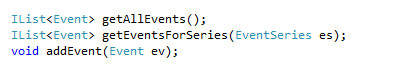 IList<Event> getAllEvents();
IList<Event> getEventsForSeries(EventSeries es);
void addEvent(Event ev);